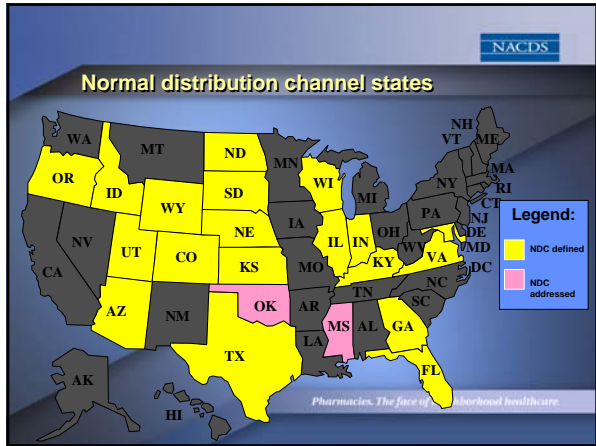 NACDS
Normal distribution channel states
WA
MT
ND
MN
OR
ID
WY
SD
WI
MI
NH
VT
ME
NY
MA
RI
CT
NV
UT
CO
NE
IA
IL
IN
OH
PA
NJ
DE
MD
DC
CA
KS
MO
KY
WV
VA
AZ
NM
OK
AR
TN
NC
SC
TX
LA
MS
AL
GA
FL
AK
HI
Legend:
NDC defined
NDC
addressed
Pharmacies. The face of n hborhood healthcare.